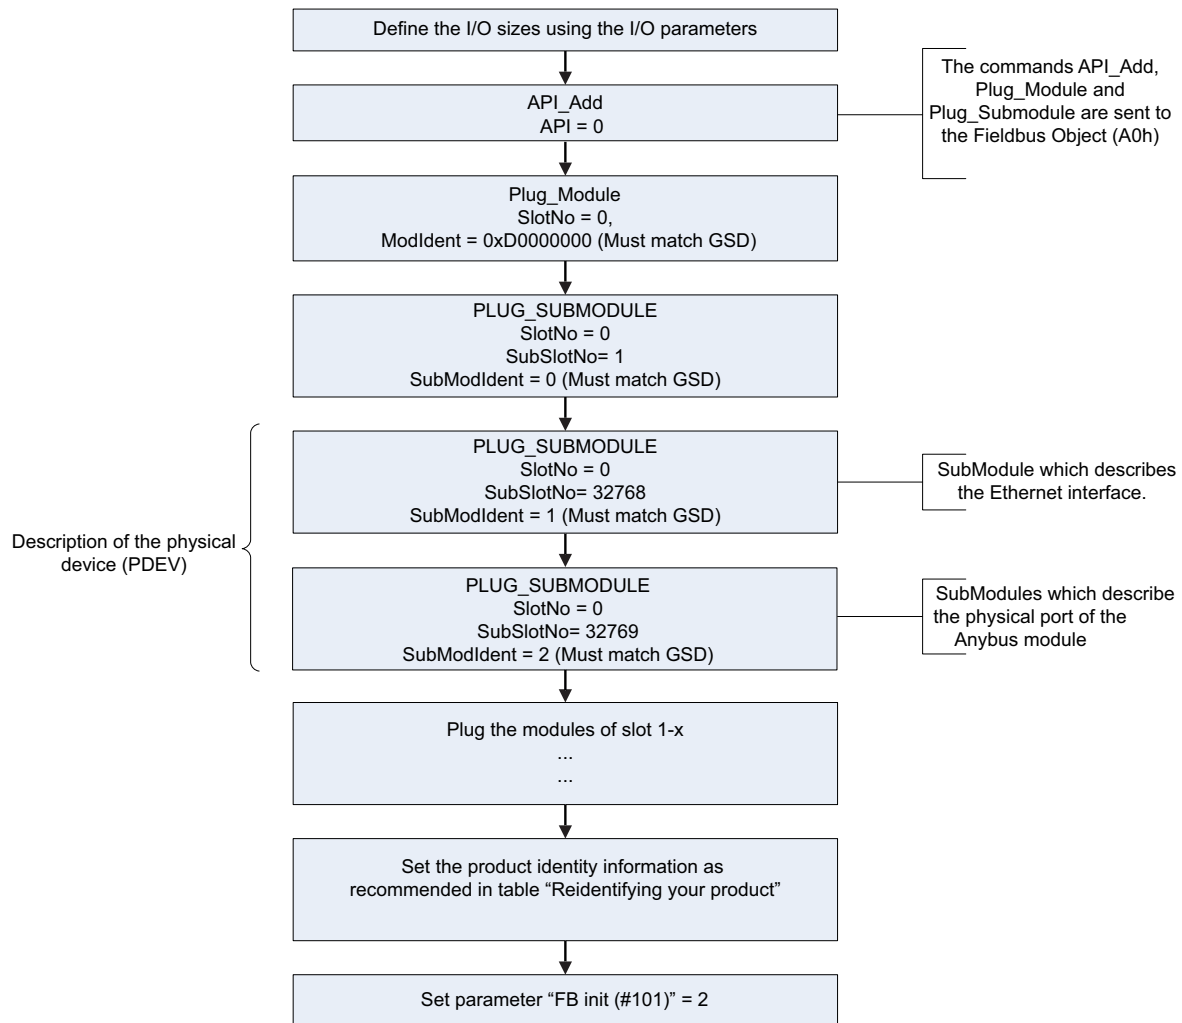 Define the I/O sizes using the I/O parameters
API_Add
API = 0
The commands API_Add,
Plug_Module and
Plug_Submodule are sent to
the Fieldbus Object (A0h)
Plug_Module
SlotNo = 0,
ModIdent = 0xD0000000 (Must match GSD)
PLUG_SUBMODULE
SlotNo = 0
SubSlotNo= 1
SubModIdent = 0 (Must match GSD)
Description of the physical
device (PDEV)
PLUG_SUBMODULE
SlotNo = 0
SubSlotNo= 32768
SubModIdent = 1 (Must match GSD)
SubModule which describes
the Ethernet interface.
PLUG_SUBMODULE
SlotNo = 0
SubSlotNo= 32769
SubModIdent = 2 (Must match GSD)
SubModules which describe
the physical port of the
Anybus module
Plug the modules of slot 1-x
...
...
Set the product identity information as
recommended in table “Reidentifying your product”
Set parameter “FB init (#101)” = 2